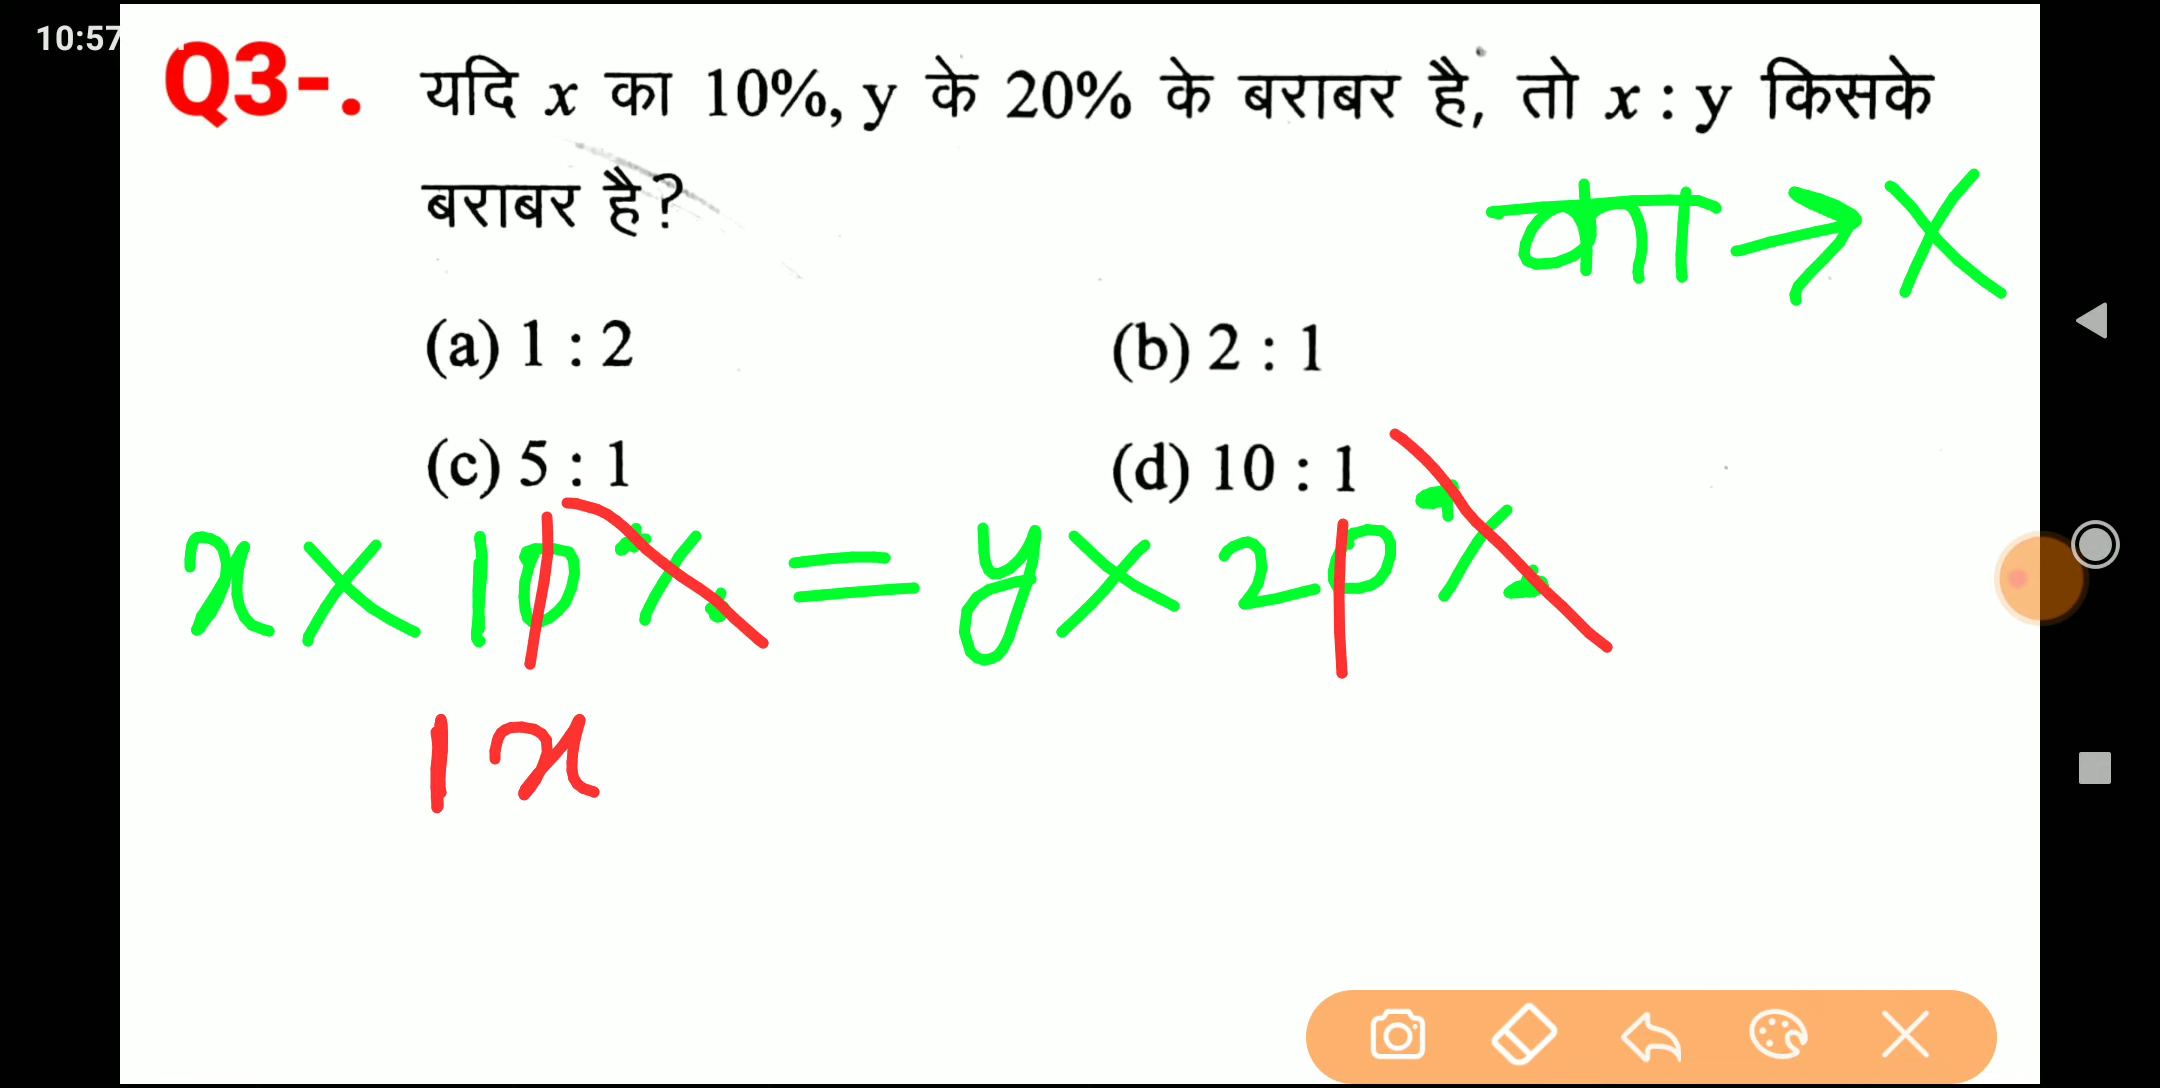 10:57
Q3-. यदि x का 10%, y के 20% के बराबर है, तो x : y किसके
बराबर है?
का → X
(a) 1 : 2 (b) 2 : 1
(c) 5 : 1 (d) 10 : 1
x × 10% = y × 20%
1x